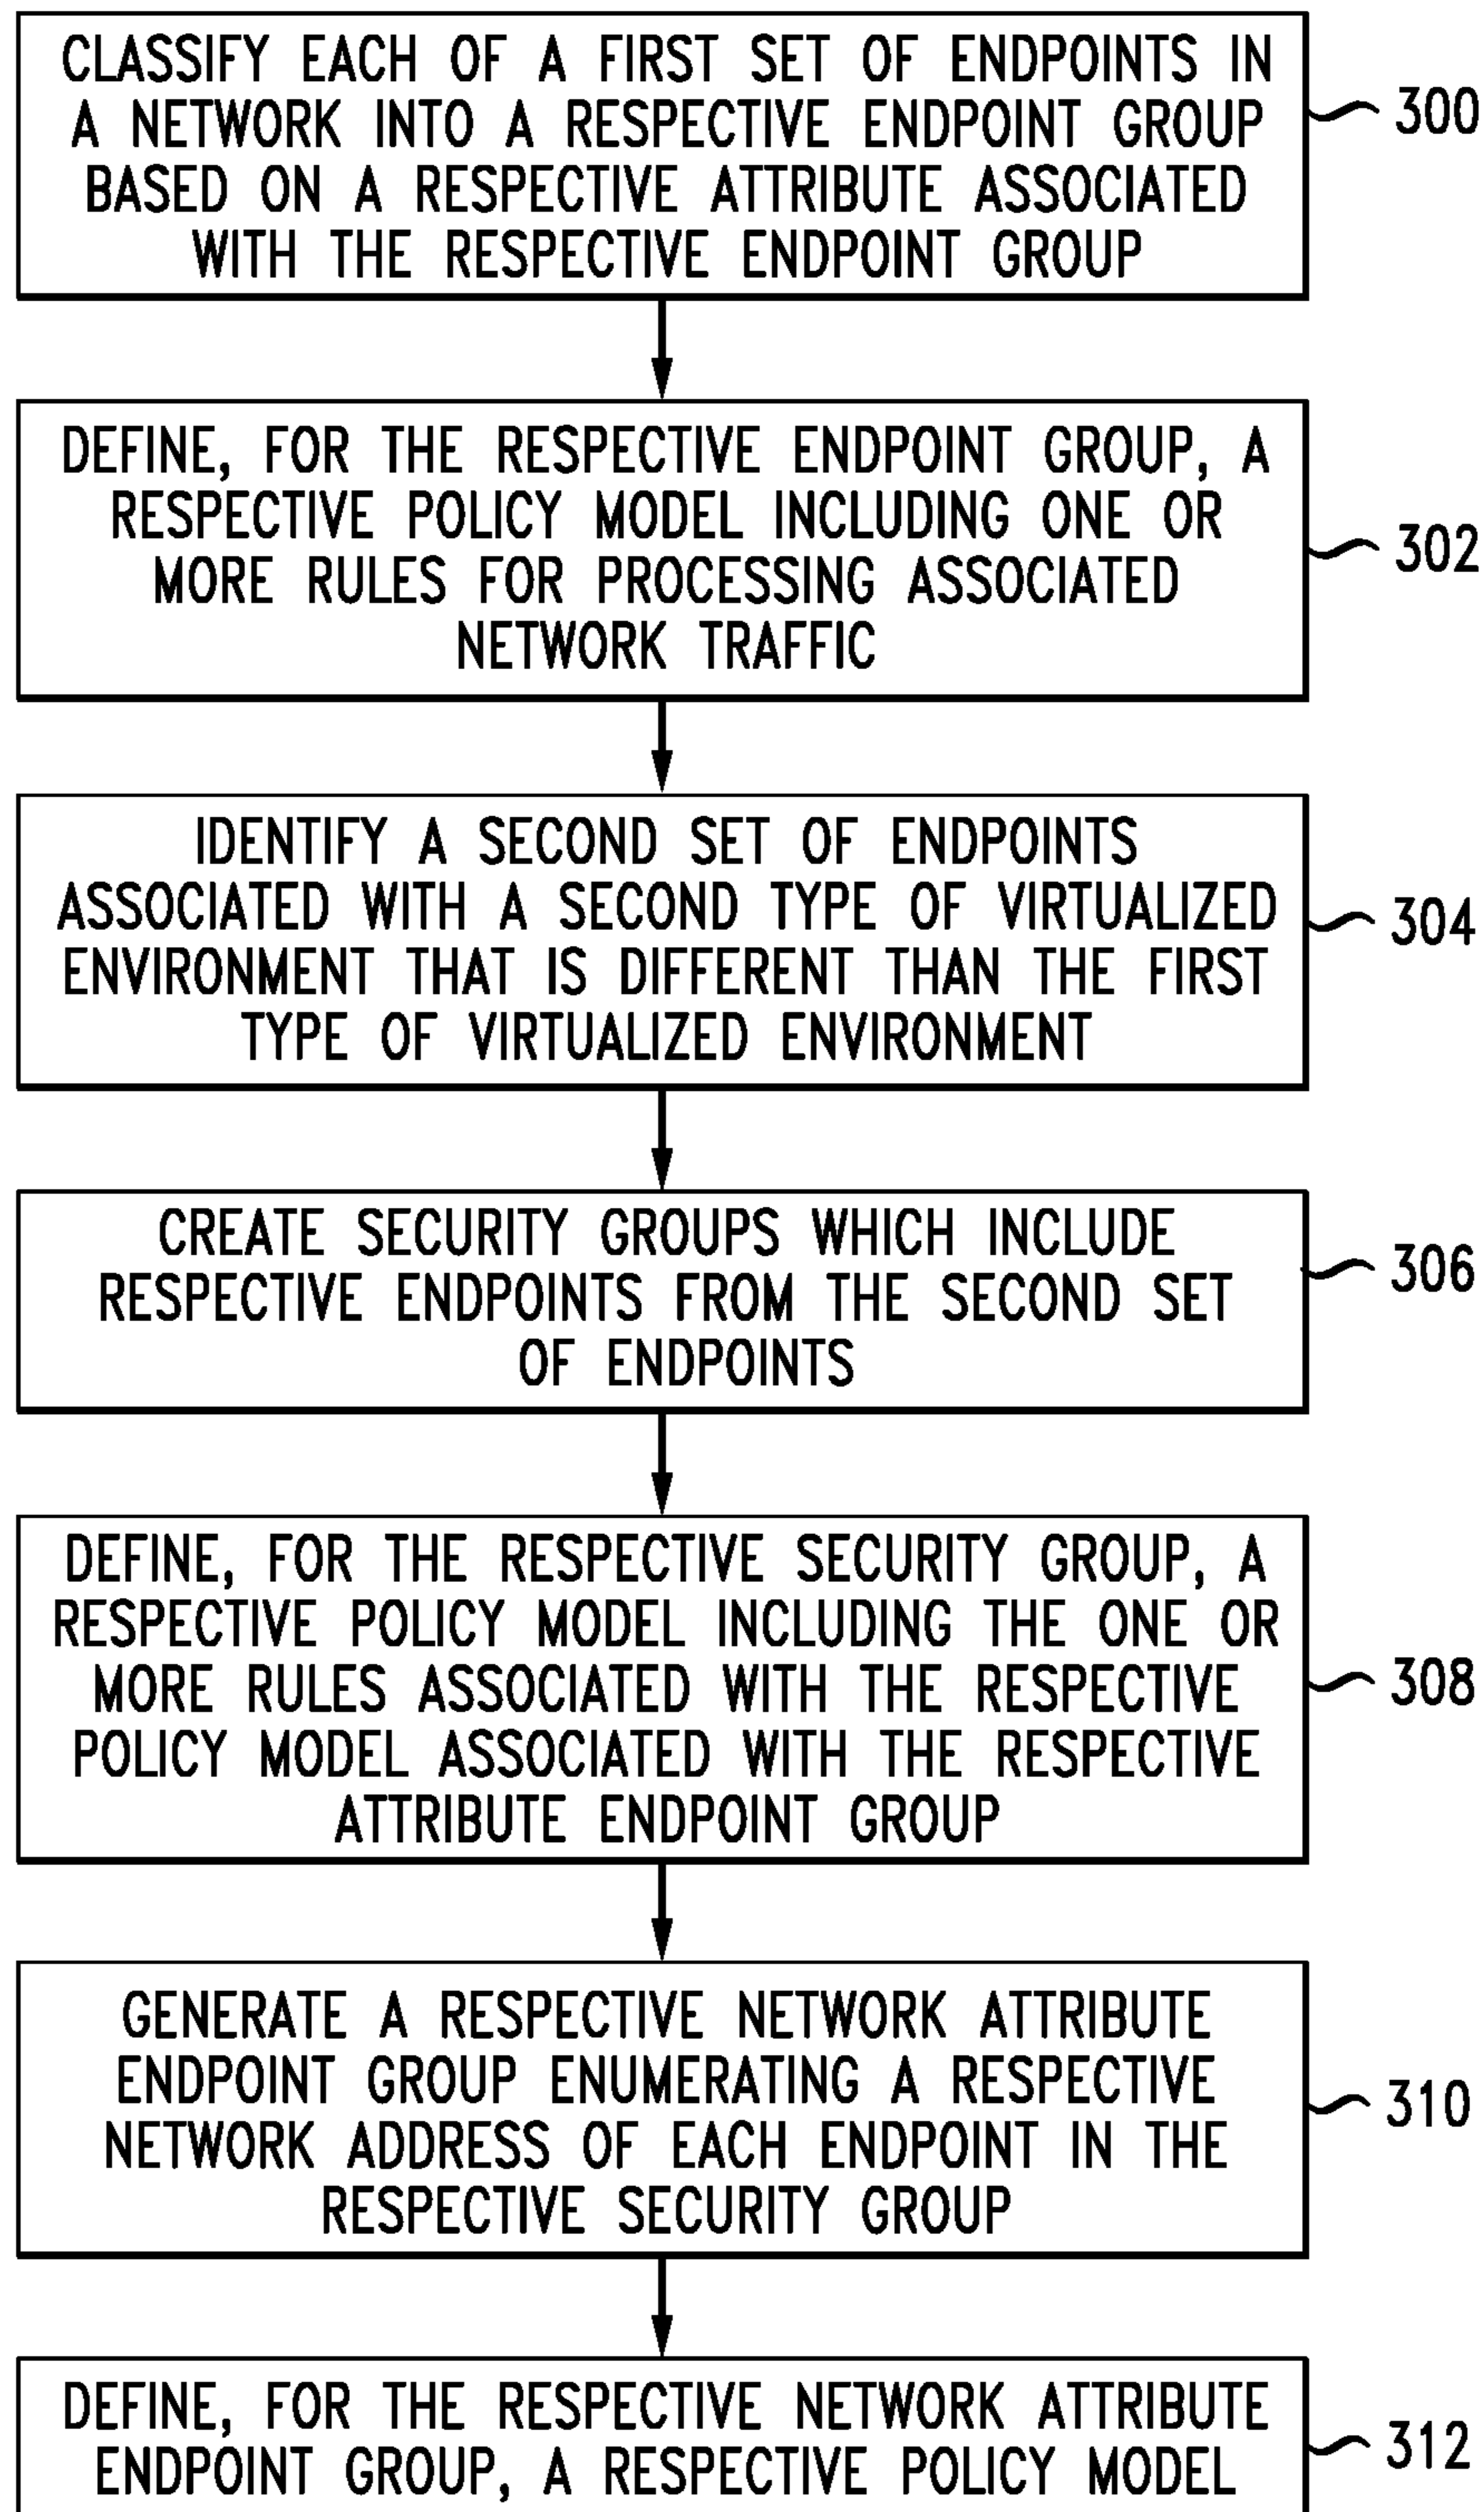 CLASSIFY EACH OF A FIRST SET OF ENDPOINTS IN
A NETWORK INTO A RESPECTIVE ENDPOINT GROUP
BASED ON A RESPECTIVE ATTRIBUTE ASSOCIATED
WITH THE RESPECTIVE ENDPOINT GROUP
300
DEFINE, FOR THE RESPECTIVE ENDPOINT GROUP, A
RESPECTIVE POLICY MODEL INCLUDING ONE OR
MORE RULES FOR PROCESSING ASSOCIATED
NETWORK TRAFFIC
302
IDENTIFY A SECOND SET OF ENDPOINTS
ASSOCIATED WITH A SECOND TYPE OF VIRTUALIZED
ENVIRONMENT THAT IS DIFFERENT THAN THE FIRST
TYPE OF VIRTUALIZED ENVIRONMENT
304
CREATE SECURITY GROUPS WHICH INCLUDE
RESPECTIVE ENDPOINTS FROM THE SECOND SET
OF ENDPOINTS
306
DEFINE, FOR THE RESPECTIVE SECURITY GROUP, A
RESPECTIVE POLICY MODEL INCLUDING THE ONE OR
MORE RULES ASSOCIATED WITH THE RESPECTIVE
POLICY MODEL ASSOCIATED WITH THE RESPECTIVE
ATTRIBUTE ENDPOINT GROUP
308
GENERATE A RESPECTIVE NETWORK ATTRIBUTE
ENDPOINT GROUP ENUMERATING A RESPECTIVE
NETWORK ADDRESS OF EACH ENDPOINT IN THE
RESPECTIVE SECURITY GROUP
310
DEFINE, FOR THE RESPECTIVE NETWORK ATTRIBUTE
ENDPOINT GROUP, A RESPECTIVE POLICY MODEL
312